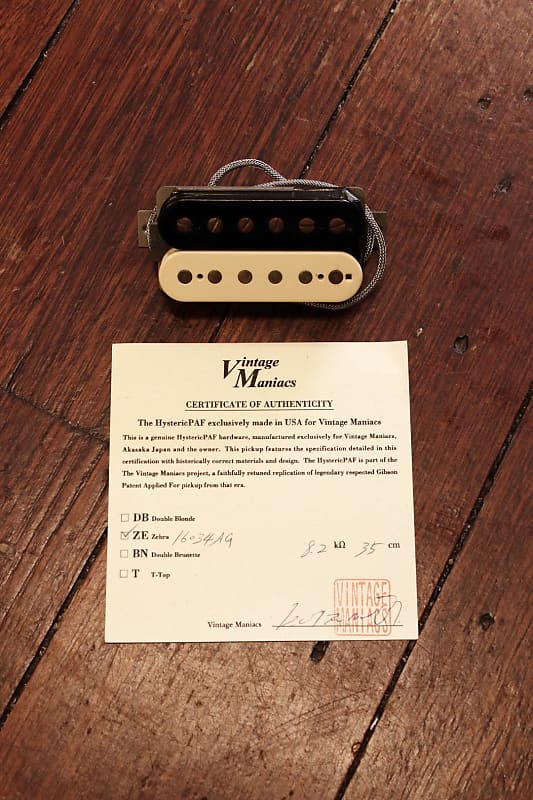 Vintage
Maniacs
CERTIFICATE OF AUTHENTICITY
The HystericPAF exclusively made in USA for Vintage Maniacs
This is a genuine HystericPAF hardware, manufactured exclusively for Vintage Maniacs,
Akasaka Japan and the owner. This pickup features the specification detailed in this
certification with historically correct materials and design. The HystericPAF is part of the
The Vintage Maniacs project, a faithfully retuned replication of legendary respected Gibson
Patent Applied For pickup from that era.
DB Double Blonde
ZE Zebra 16034AG
BN Double Brunette 8.2 kΩ 35 cm
T T-Top
VINTAGE
MANIACS
Vintage Maniacs